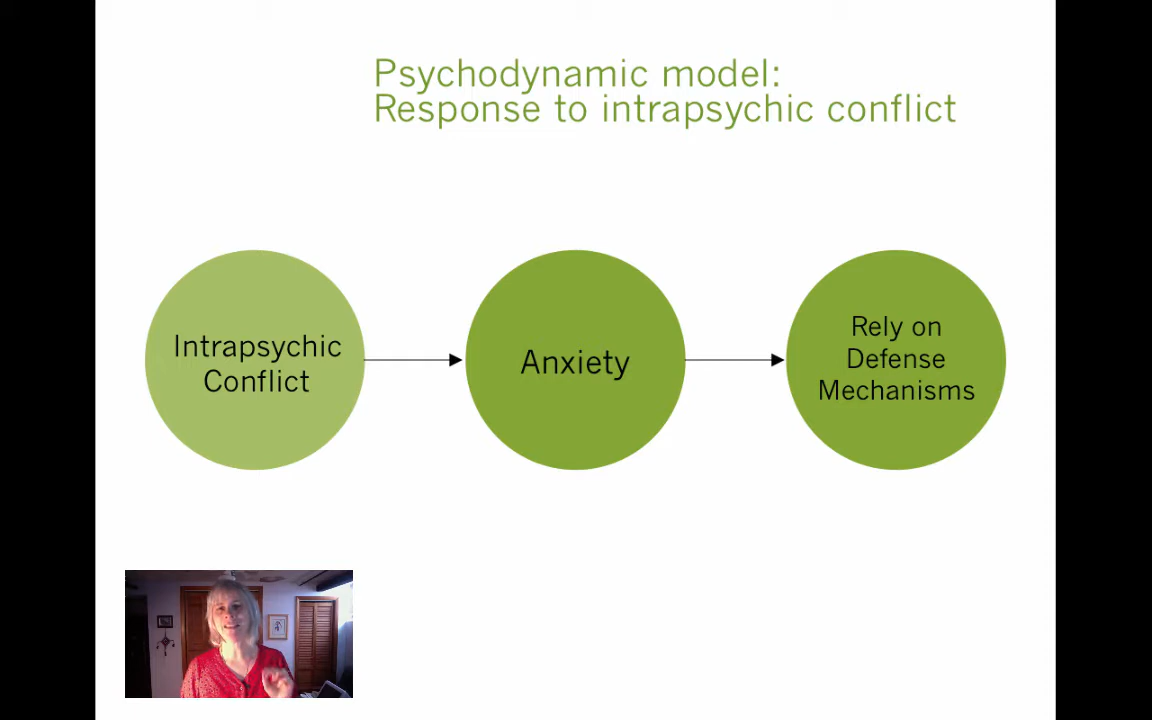 Psychodynamic model:
Response to intrapsychic conflict
Intrapsychic
Conflict
Anxiety
Rely on
Defense
Mechanisms